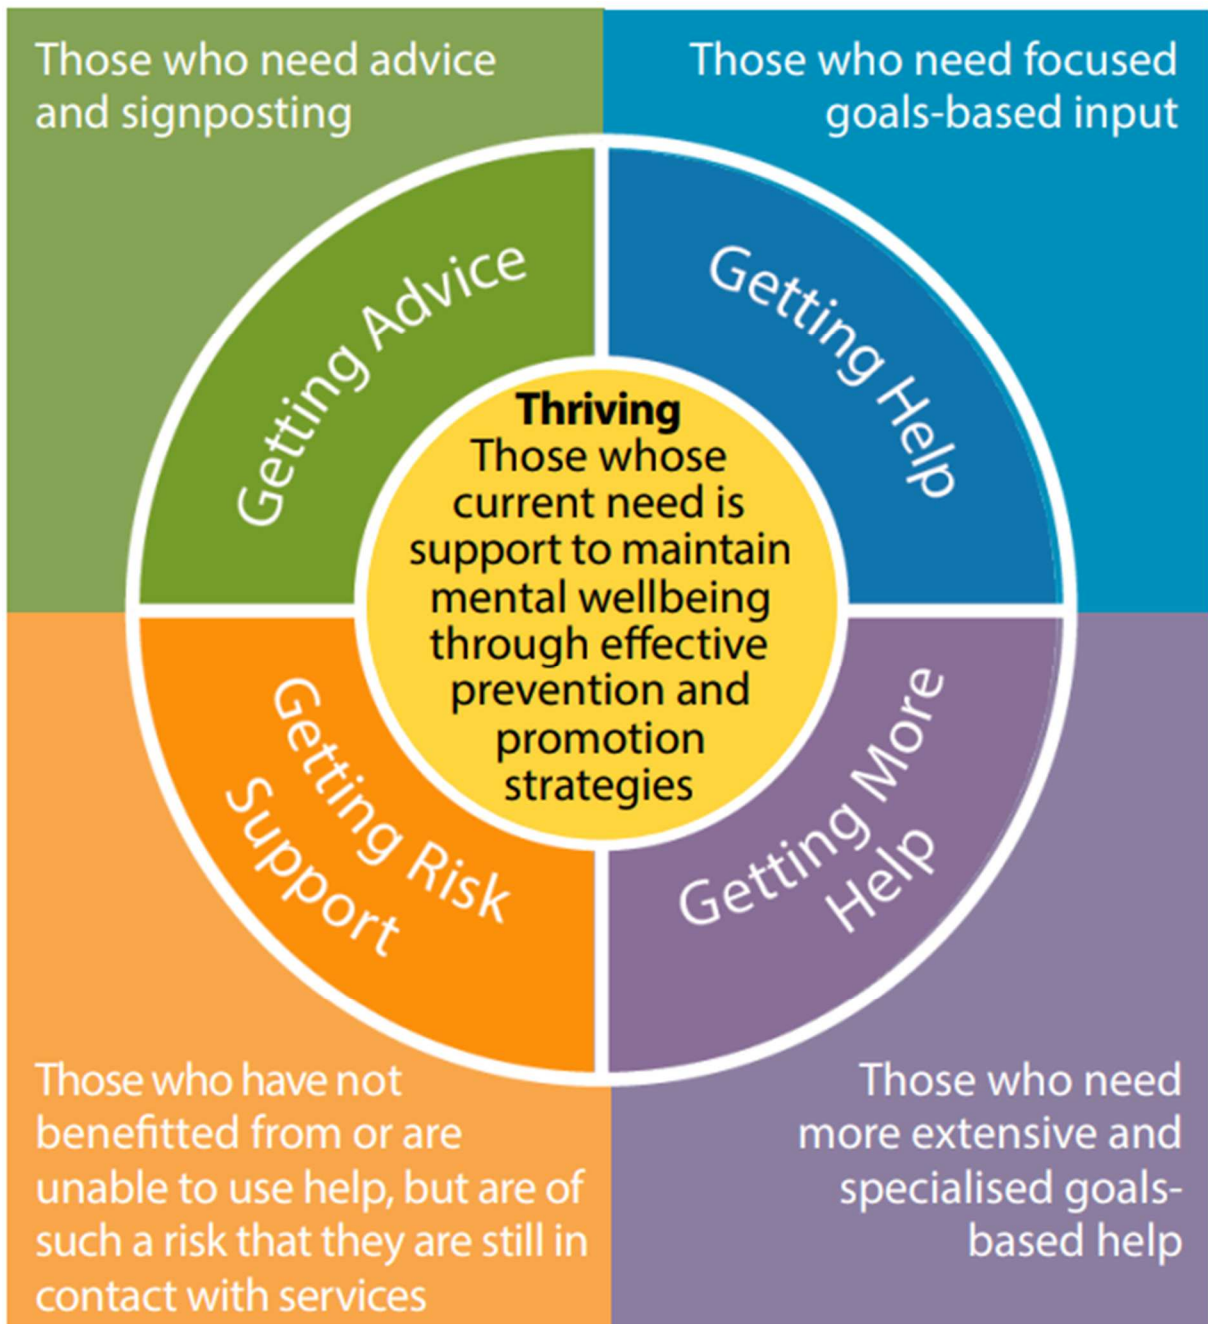 Those who need advice
and signposting
Those who need focused
goals-based input
Getting Advice
Getting Help
Thriving
Those whose
current need is
support to maintain
mental wellbeing
through effective
prevention and
promotion
strategies
Getting Risk
Support
Getting More
Help
Those who have not
benefitted from or are
unable to use help, but are of
such a risk that they are still in
contact with services
Those who need
more extensive and
specialised goals-
based help